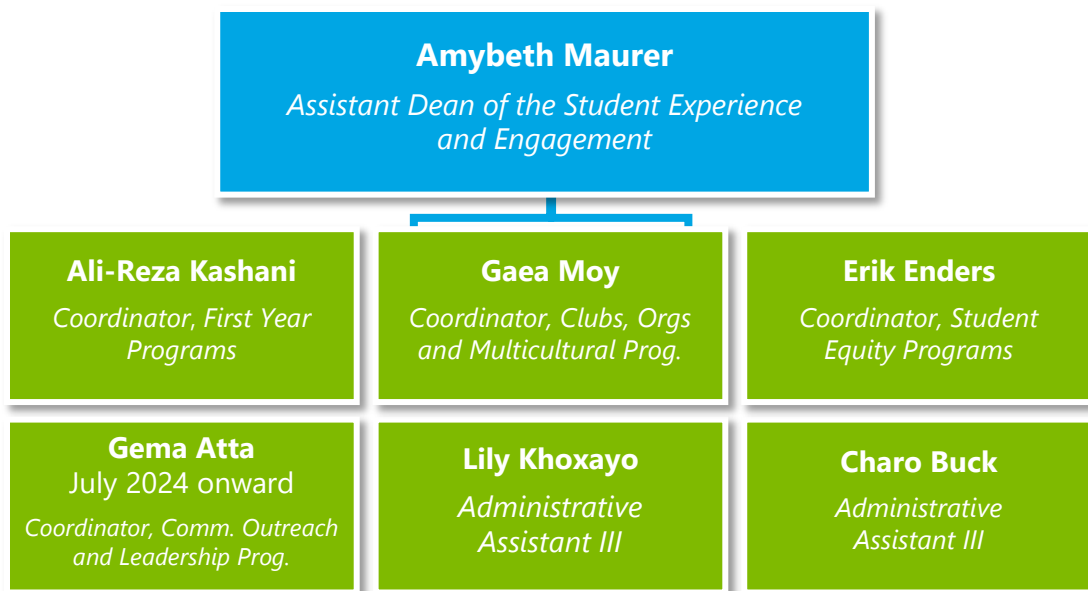 Amybeth Maurer
Assistant Dean of the Student Experience
and Engagement
Ali-Reza Kashani
Coordinator, First Year
Programs
Gaea Moy
Coordinator, Clubs, Orgs
and Multicultural Prog.
Erik Enders
Coordinator, Student
Equity Programs
Gema Atta
July 2024 onward
Coordinator, Comm. Outreach
and Leadership Prog.
Lily Khoxayo
Administrative
Assistant III
Charo Buck
Administrative
Assistant III